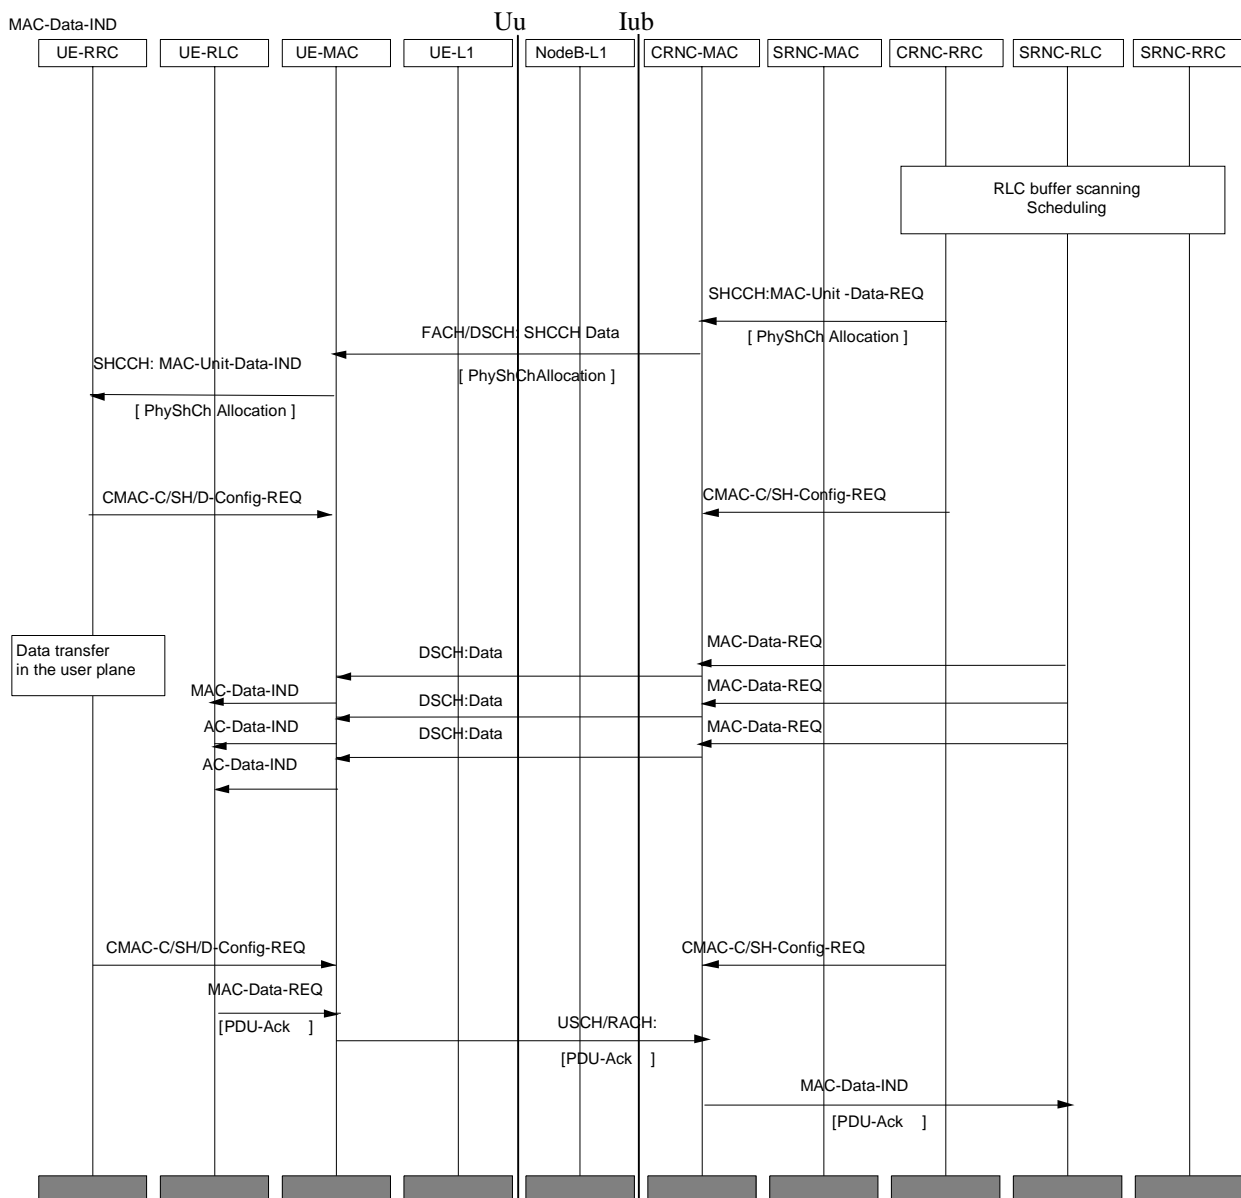 Uu Iub
MAC-Data-IND
UE-RRC UE-RLC UE-MAC UE-L1 NodeB-L1 CRNC-MAC SRNC-MAC CRNC-RRC SRNC-RLC SRNC-RRC
RLC buffer scanning
Scheduling
SHCCH:MAC-Unit -Data-REQ
[ PhyShCh Allocation ]
FACH/DSCH: SHCCH Data
[ PhyShChAllocation ]
SHCCH: MAC-Unit-Data-IND
[ PhyShCh Allocation ]
CMAC-C/SH/D-Config-REQ CMAC-C/SH-Config-REQ
Data transfer
in the user plane
MAC-Data-REQ
DSCH:Data
MAC-Data-IND
MAC-Data-REQ
DSCH:Data
AC-Data-IND
MAC-Data-REQ
DSCH:Data
AC-Data-IND
CMAC-C/SH/D-Config-REQ CMAC-C/SH-Config-REQ
MAC-Data-REQ
[PDU-Ack ]
USCH/RACH:
[PDU-Ack ]
MAC-Data-IND
[PDU-Ack ]